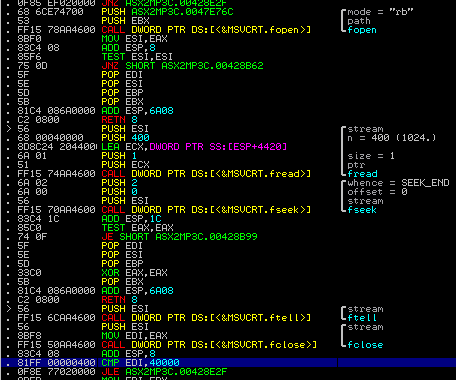 . 0F85 EF020000 JNZ ASX2MP3C.00428E2F
. 68 6CE74700 PUSH ASX2MP3C.0047E76C mode = "rb"
. 53 PUSH EBX path
. FF15 78AA4600 CALL DWORD PTR DS:[<&MSVCRT.fopen>] fopen
. 8BF0 MOV ESI,EAX
. 83C4 08 ADD ESP,8
. 85F6 TEST ESI,ESI
. 75 0D JNZ SHORT ASX2MP3C.00428B62
. 5F POP EDI
. 5E POP ESI
. 5D POP EBP
. 5B POP EBX
. 81C4 086A0000 ADD ESP,6A08
. C2 0800 RETN 8
> 56 PUSH ESI stream
. 68 00040000 PUSH 400 n = 400 (1024.)
. 8D8C24 204400 LEA ECX,DWORD PTR SS:[ESP+4420]
. 6A 01 PUSH 1 size = 1
. 51 PUSH ECX ptr
. FF15 74AA4600 CALL DWORD PTR DS:[<&MSVCRT.fread>] fread
. 6A 02 PUSH 2 whence = SEEK_END
. 6A 00 PUSH 0 offset = 0
. 56 PUSH ESI stream
. FF15 70AA4600 CALL DWORD PTR DS:[<&MSVCRT.fseek>] fseek
. 83C4 1C ADD ESP,1C
. 85C0 TEST EAX,EAX
. 74 0F JE SHORT ASX2MP3C.00428B99
. 5F POP EDI
. 5E POP ESI
. 5D POP EBP
. 33C0 XOR EAX,EAX
. 5B POP EBX
. 81C4 086A0000 ADD ESP,6A08
. C2 0800 RETN 8
> 56 PUSH ESI stream
. FF15 6CAA4600 CALL DWORD PTR DS:[<&MSVCRT.ftell>] ftell
. 56 PUSH ESI stream
. 8BF8 MOV EDI,EAX
. FF15 50AA4600 CALL DWORD PTR DS:[<&MSVCRT.fclose>] fclose
. 83C4 08 ADD ESP,8
. 81FF 00000400 CMP EDI,40000
. 0F8E 77020000 JLE ASX2MP3C.00428E2F